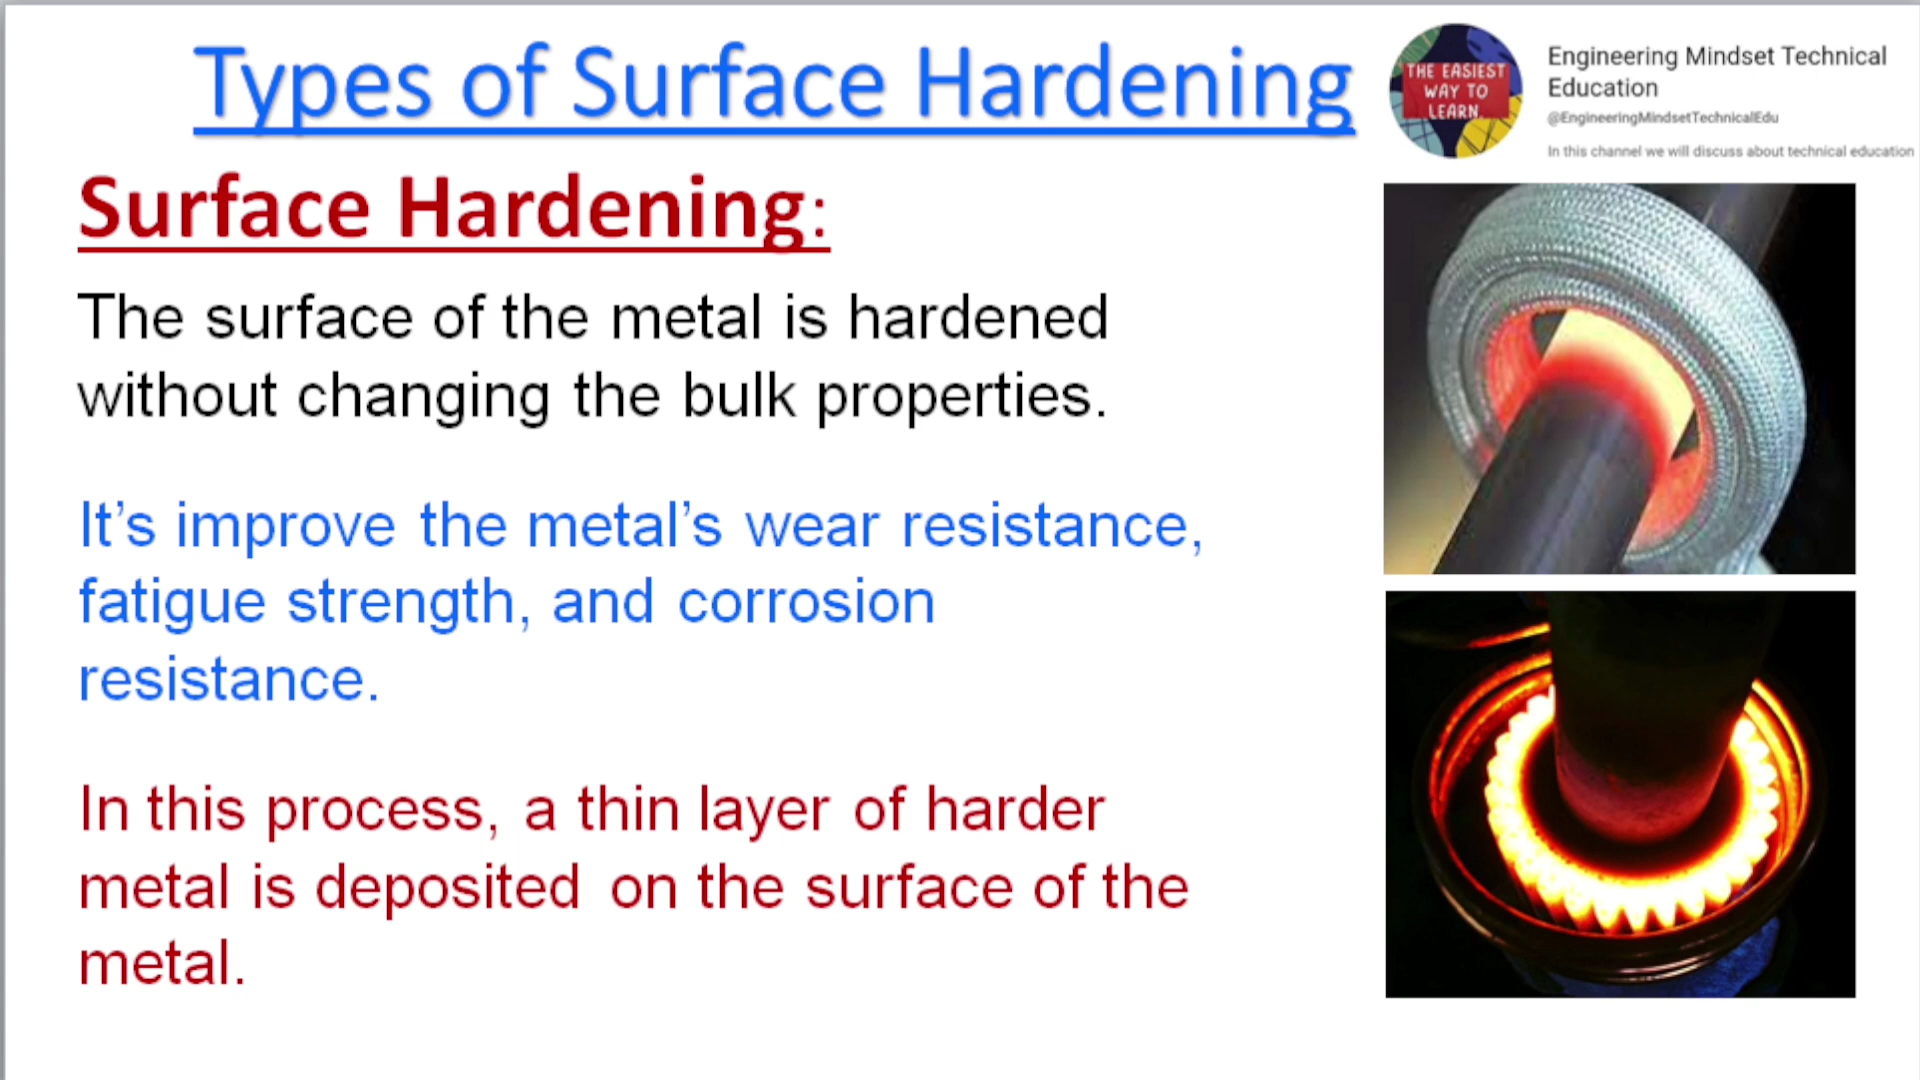 Types of Surface Hardening
THE EASIEST
WAY TO
LEARN.
Engineering Mindset Technical
Education
@EngineeringMindsetTechnicalEdu
In this channel we will discuss about technical education
Surface Hardening:
The surface of the metal is hardened
without changing the bulk properties.
It’s improve the metal’s wear resistance,
fatigue strength, and corrosion
resistance.
In this process, a thin layer of harder
metal is deposited on the surface of the
metal.